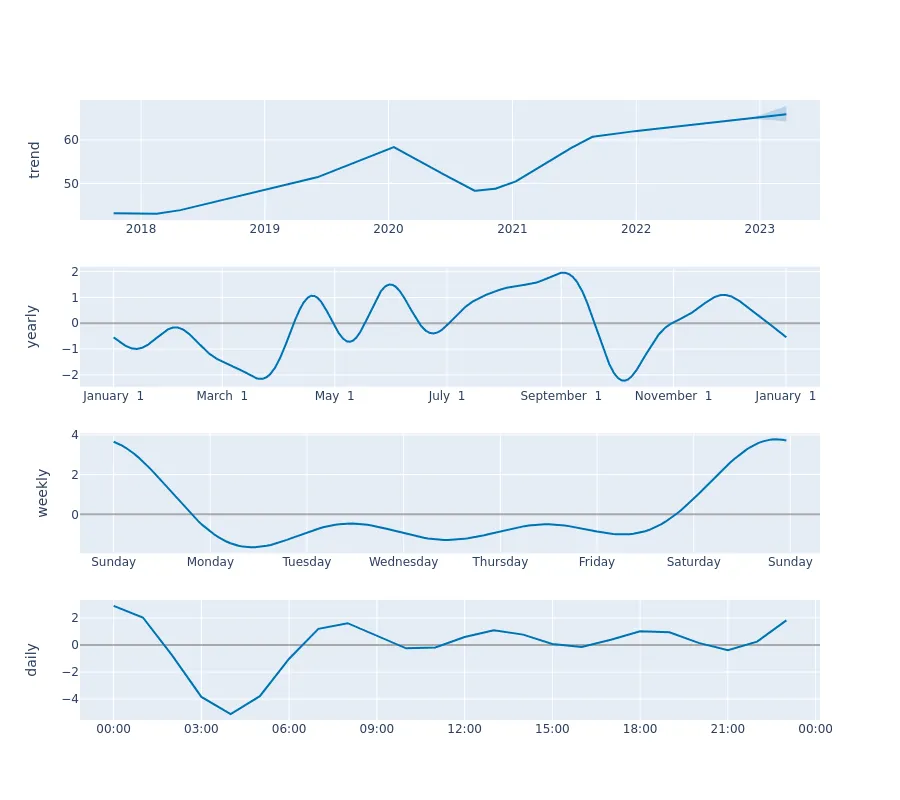 trend
60
50
2018 2019 2020 2021 2022 2023
yearly
2
1
0
−1
−2
January 1 March 1 May 1 July 1 September 1 November 1 January 1
weekly
4
2
0
Sunday Monday Tuesday Wednesday Thursday Friday Saturday Sunday
daily
2
0
−2
−4
00:00 03:00 06:00 09:00 12:00 15:00 18:00 21:00 00:00